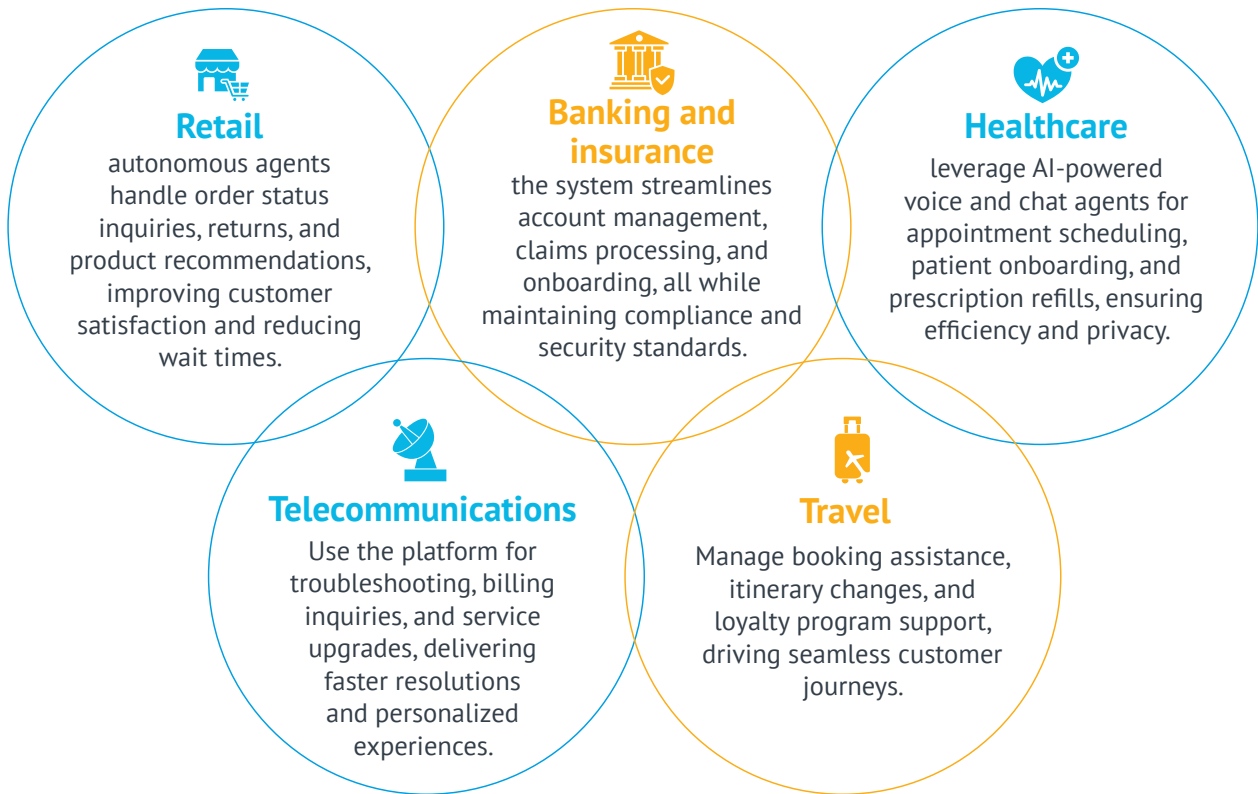 Retail
autonomous agents
handle order status
inquiries, returns, and
product recommendations,
improving customer
satisfaction and reducing
wait times.
Banking and
insurance
the system streamlines
account management,
claims processing, and
onboarding, all while
maintaining compliance and
security standards.
Healthcare
leverage AI-powered
voice and chat agents for
appointment scheduling,
patient onboarding, and
prescription refills, ensuring
efficiency and privacy.
Telecommunications
Use the platform for
troubleshooting, billing
inquiries, and service
upgrades, delivering
faster resolutions
and personalized
experiences.
Travel
Manage booking assistance,
itinerary changes, and
loyalty program support,
driving seamless customer
journeys.